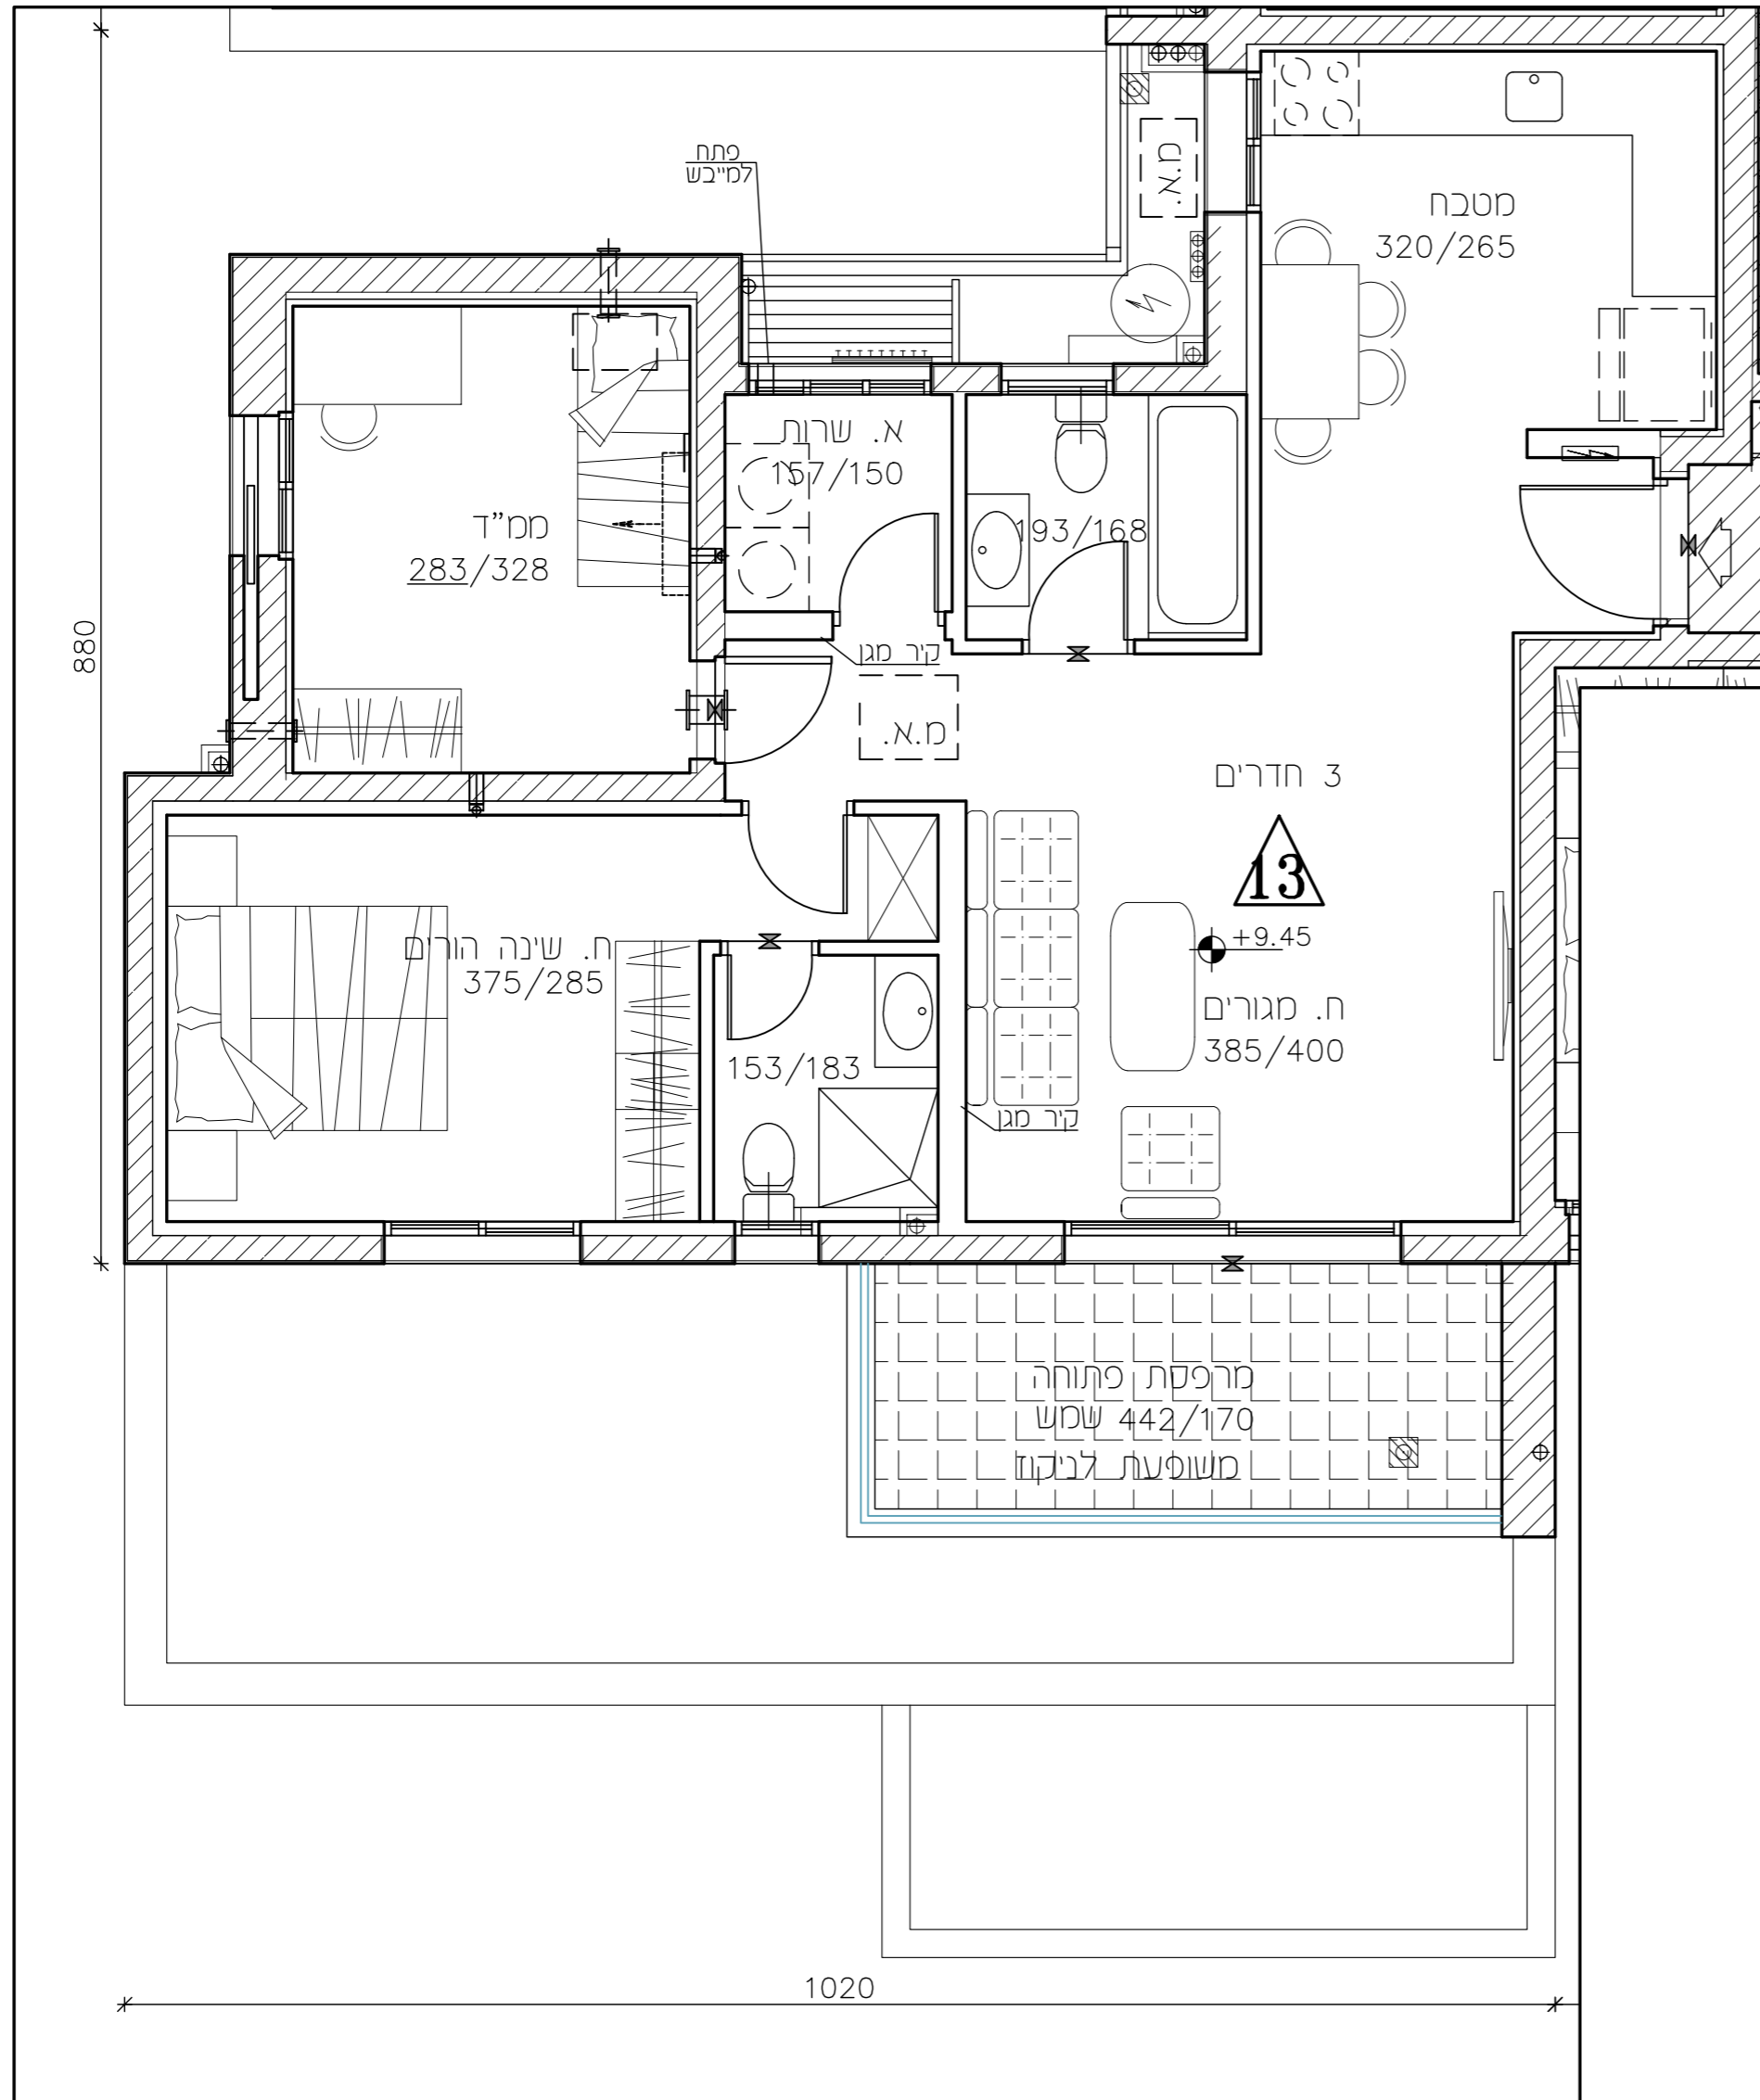 פתח
למייבש
מ.א.
מטבח
320/265
א. שרות
157/150
193/168
ממ"ד
283/328
880
קיר מגן
מ.א.
3 חדרים
13
+9.45
ח. שינה הורים
375/285
ח. מגורים
385/400
153/183
קיר מגן
מרפסת פתוחה
442/170 שמש
משופעת לניקוז
1020